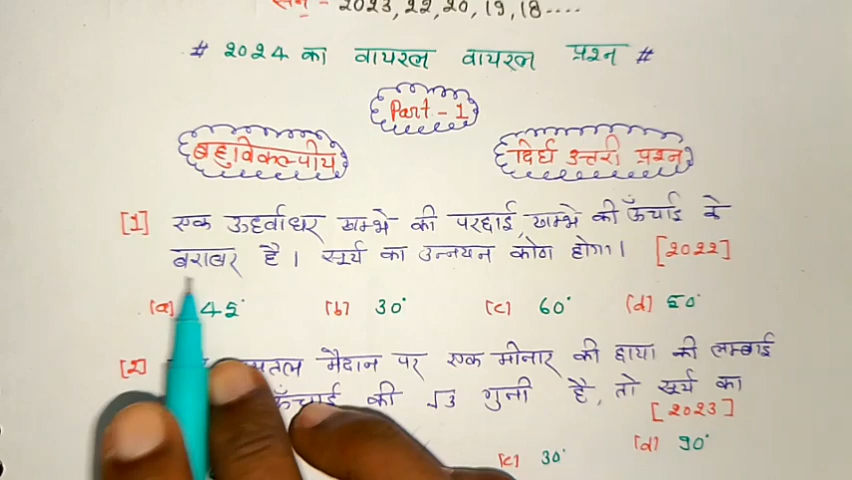 सन् - 2023, 22, 20, 19, 18....
# 2024 का वायरल वायरल प्रश्न #
Part - 1
बहुविकल्पीय
दिर्घ उत्तरी प्रश्न
[1] एक ऊर्ध्वाधर खम्भे की परछाई, खम्भे की ऊँचाई के
बराबर है। सूर्य का उन्नयन कोण होगा। [2022]
(a) 45° (b) 30° (c) 60° (d) 50°
[2] समतल मैदान पर एक मीनार की छाया की लम्बाई
ऊँचाई की √3 गुनी है, तो सूर्य का
[2023]
(c) 30° (d) 90°